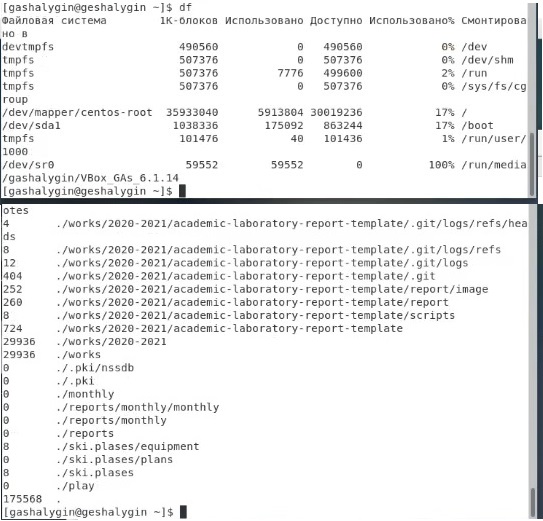 [gashalygin@geshalygin ~]$ df
Файловая система 1K-блоков Использовано Доступно Использовано% Смонтирова
но в
devtmpfs 490560 0 490560 0% /dev
tmpfs 507376 0 507376 0% /dev/shm
tmpfs 507376 7776 499600 2% /run
tmpfs 507376 0 507376 0% /sys/fs/cg
roup
/dev/mapper/centos-root 35933040 5913804 30019236 17% /
/dev/sda1 1038336 175092 863244 17% /boot
tmpfs 101476 40 101436 1% /run/user/
1000
/dev/sr0 59552 59552 0 100% /run/media
/gashalygin/VBox_GAs_6.1.14
[gashalygin@geshalygin ~]$
otes
4 ./works/2020-2021/academic-laboratory-report-template/.git/logs/refs/hea
ds
8 ./works/2020-2021/academic-laboratory-report-template/.git/logs/refs
12 ./works/2020-2021/academic-laboratory-report-template/.git/logs
404 ./works/2020-2021/academic-laboratory-report-template/.git
252 ./works/2020-2021/academic-laboratory-report-template/report/image
260 ./works/2020-2021/academic-laboratory-report-template/report
8 ./works/2020-2021/academic-laboratory-report-template/scripts
724 ./works/2020-2021/academic-laboratory-report-template
29936 ./works/2020-2021
29936 ./works
0 ./.pki/nssdb
0 ./.pki
0 ./monthly
0 ./reports/monthly/monthly
0 ./reports/monthly
0 ./reports
8 ./ski.plases/equipment
0 ./ski.plases/plans
8 ./ski.plases
0 ./play
175568 .
[gashalygin@geshalygin ~]$